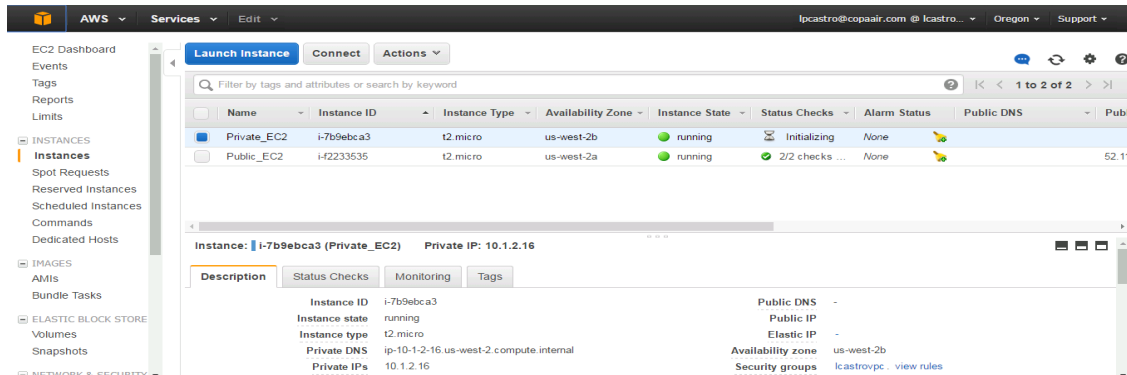 AWS Services Edit lpcastro@copaair.com @ lcastro... Oregon Support
EC2 Dashboard
Events
Tags
Reports
Limits
INSTANCES
Instances
Spot Requests
Reserved Instances
Scheduled Instances
Commands
Dedicated Hosts
IMAGES
AMIs
Bundle Tasks
ELASTIC BLOCK STORE
Volumes
Snapshots
NETWORK & SECURITY
Launch Instance Connect Actions
Filter by tags and attributes or search by keyword 1 to 2 of 2
Name Instance ID Instance Type Availability Zone Instance State Status Checks Alarm Status Public DNS Publ
Private_EC2 i-7b9ebca3 t2.micro us-west-2b running Initializing None
Public_EC2 i-f2233535 t2.micro us-west-2a running 2/2 checks ... None 52.1
Instance: i-7b9ebca3 (Private_EC2) Private IP: 10.1.2.16
Description Status Checks Monitoring Tags
Instance ID i-7b9ebca3 Public DNS -
Instance state running Public IP
Instance type t2.micro Elastic IP -
Private DNS ip-10-1-2-16.us-west-2.compute.internal Availability zone us-west-2b
Private IPs 10.1.2.16 Security groups lcastrovpc . view rules